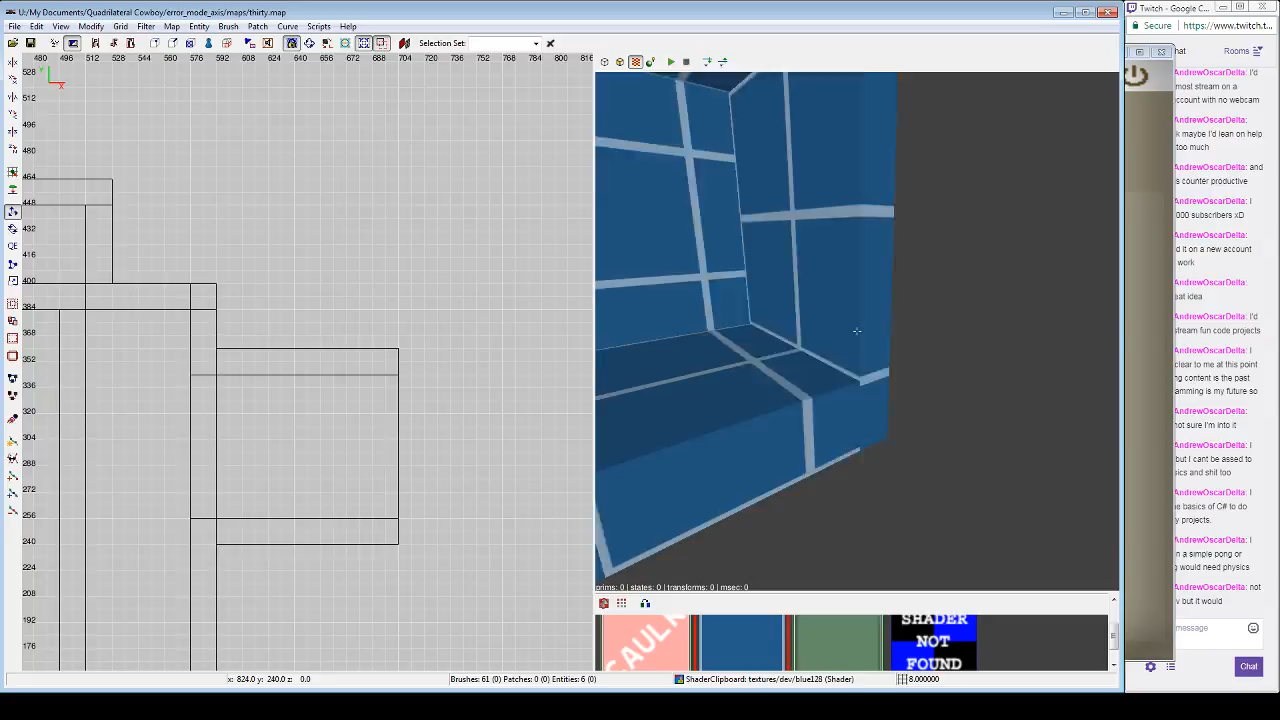 U:/My Documents/Quadrilateral Cowboy/error_mode_axis/maps/thirty.map
File Edit View Modify Grid Filter Map Entity Brush Patch Curve Scripts Help
Selection Set:
480 496 512 528 544 560 576 592 608 624 640 656 672 688 704 720 736 752 768 784 800 816
528
512
496
480
464
448
432
416
400
384
368
352
336
320
304
288
272
256
240
224
208
192
176
Y
X
QE
prims: 0 | states: 0 | transforms: 0 | msec: 0
CAULK
SHADER
NOT
FOUND
x: 824.0 y: 240.0 z: 0.0
Brushes: 61 (0) Patches: 0 (0) Entities: 6 (0)
ShaderClipboard: textures/dev/blue128 (Shader)
8.000000
Twitch - Google C...
Secure
https://www.twitch.t
hat
Rooms
AndrewOscarDelta: I'd
most stream on a
account with no webcam
AndrewOscarDelta:
k maybe I'd lean on help
too much
AndrewOscarDelta: and
is counter productive
AndrewOscarDelta: I
000 subscribers xD
AndrewOscarDelta:
d it on a new account
work
AndrewOscarDelta:
eat idea
AndrewOscarDelta: I'd
stream fun code projects
AndrewOscarDelta:
clear to me at this point
ng content is the past
amming is my future so
AndrewOscarDelta:
not sure I'm into it
AndrewOscarDelta:
but I cant be assed to
sics and shit too
AndrewOscarDelta: I
e basics of C# to do
y projects.
AndrewOscarDelta: I
n a simple pong or
g would need physics
AndrewOscarDelta: not
v but it would
message
Chat